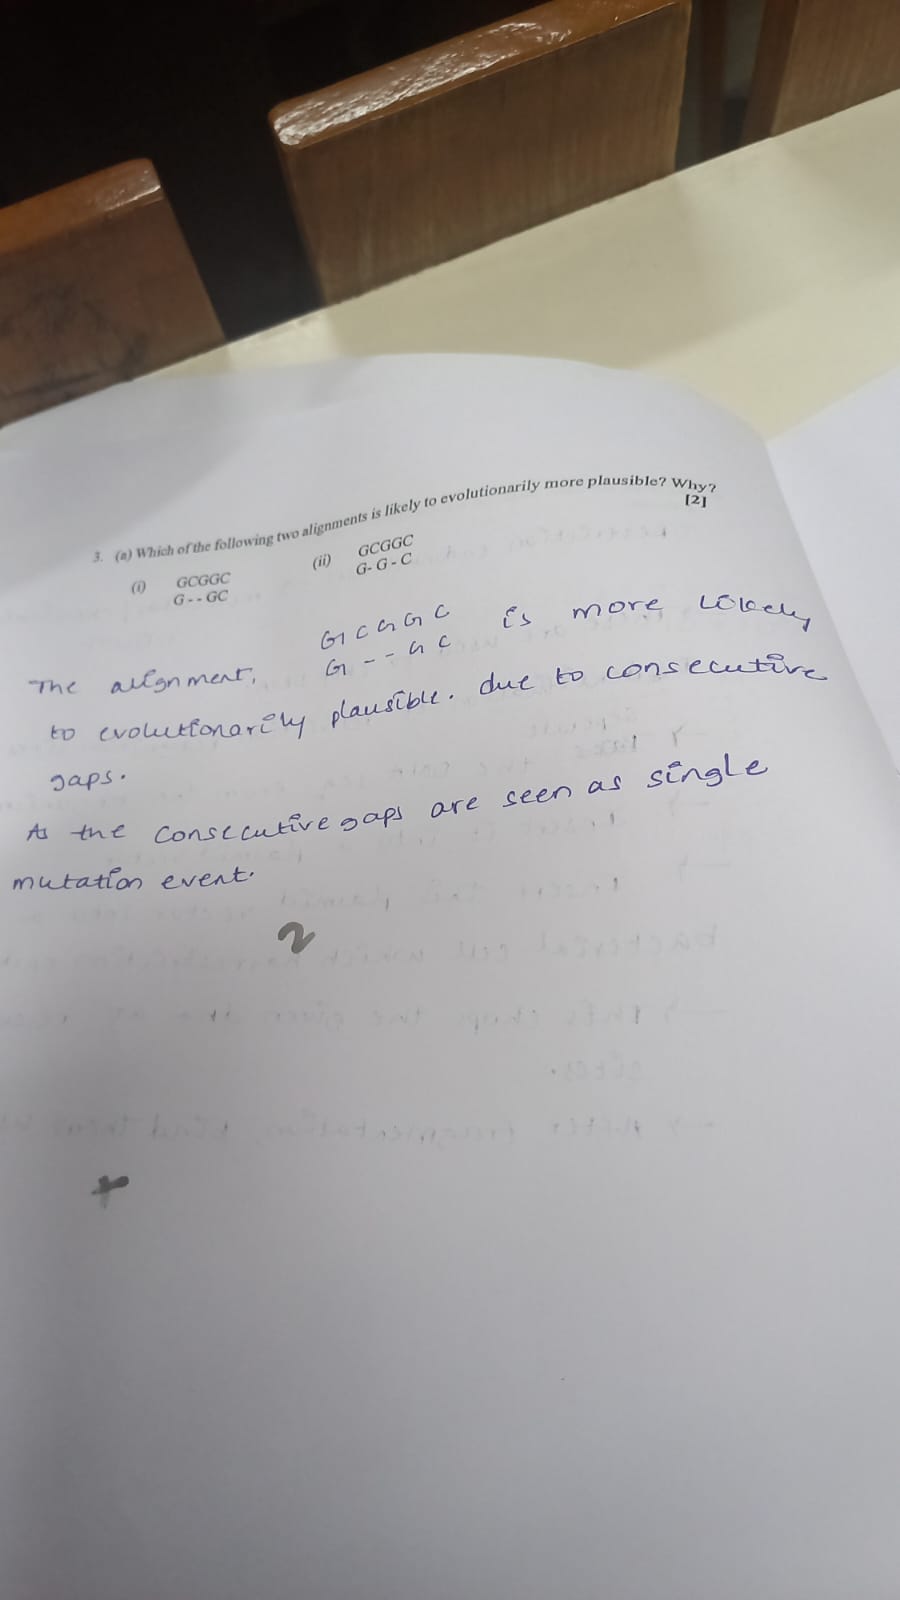 3. (a) Which of the following two alignments is likely to evolutionarily more plausible? Why?
[2]
(i) GCGGC (ii) GCGGC
G--GC G-G-C
The alignment, GCGGC is more likely
G--GC
to evolutionarily plausible. due to consecutive
gaps.
As the consecutive gaps are seen as single
mutation event.
2